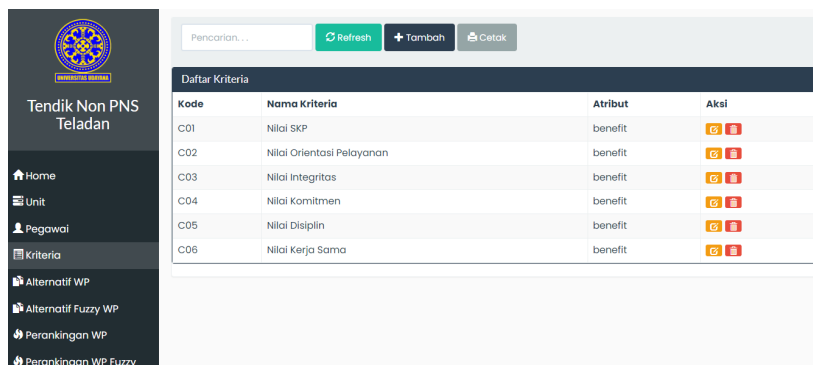 UNIVERSITAS UDAYANA
Tendik Non PNS
Teladan
Home
Unit
Pegawai
Kriteria
Alternatif WP
Alternatif Fuzzy WP
Perankingan WP
Perankingan WP Fuzzy
Pencarian. . .
Refresh
Tambah
Cetak
Daftar Kriteria
Kode Nama Kriteria Atribut Aksi
C01 Nilai SKP benefit
C02 Nilai Orientasi Pelayanan benefit
C03 Nilai Integritas benefit
C04 Nilai Komitmen benefit
C05 Nilai Disiplin benefit
C06 Nilai Kerja Sama benefit